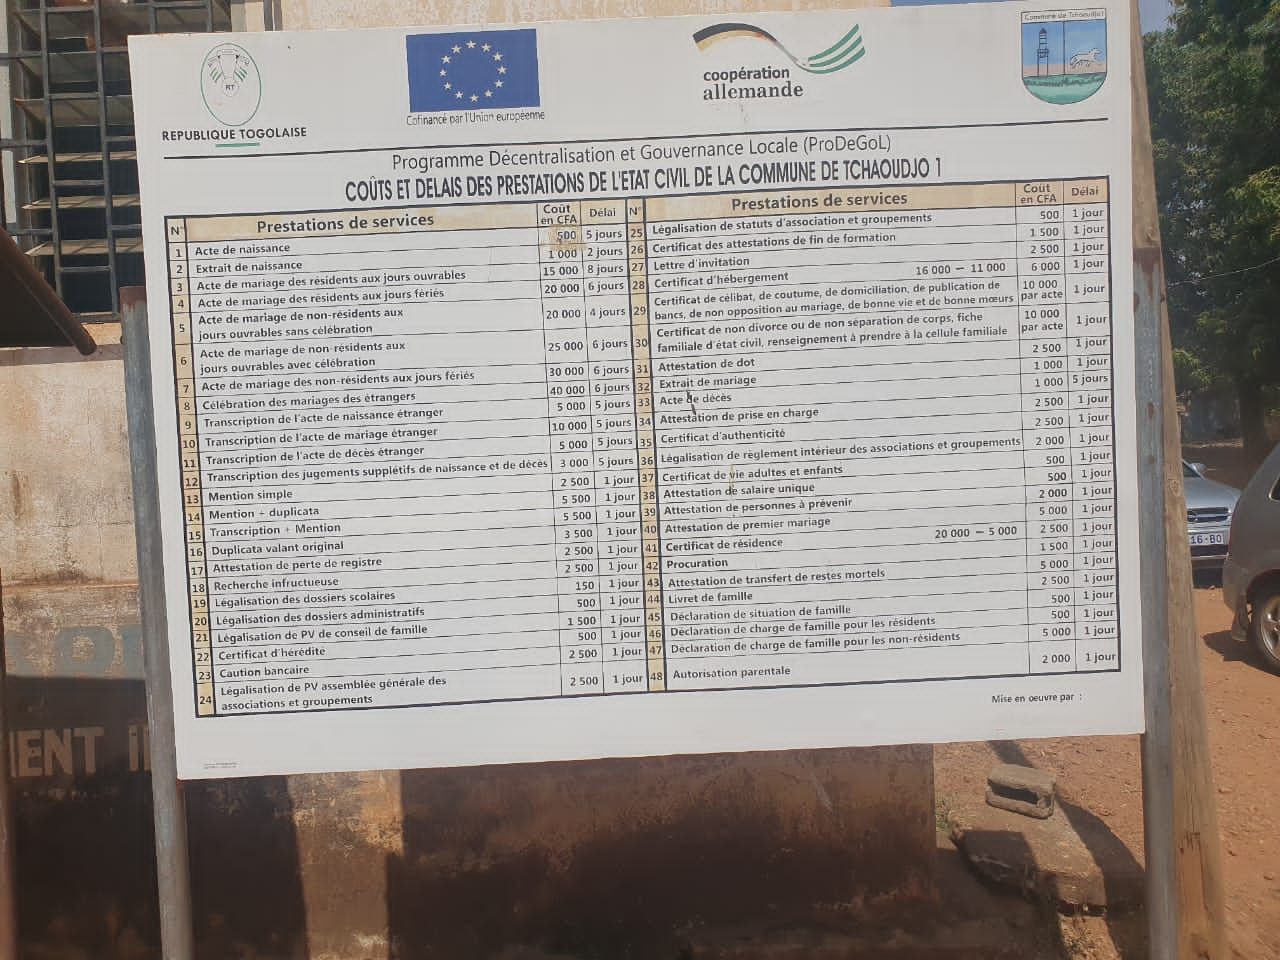 RT
REPUBLIQUE TOGOLAISE
Cofinancé par l'Union européenne
coopération
allemande
Commune de Tchaoudjo 1
Programme Décentralisation et Gouvernance Locale (ProDeGoL)
COÛTS ET DELAIS DES PRESTATIONS DE L'ETAT CIVIL DE LA COMMUNE DE TCHAOUDJO 1
N° Prestations de services Coût en CFA Délai
1 Acte de naissance 500 5 jours
2 Extrait de naissance 1 000 2 jours
3 Acte de mariage des résidents aux jours ouvrables 15 000 8 jours
4 Acte de mariage des résidents aux jours fériés 20 000 6 jours
5 Acte de mariage de non-résidents aux
jours ouvrables sans célébration 20 000 4 jours
6 Acte de mariage de non-résidents aux
jours ouvrables avec célébration 25 000 6 jours
7 Acte de mariage des non-résidents aux jours fériés 30 000 6 jours
8 Célébration des mariages des étrangers 40 000 6 jours
9 Transcription de l'acte de naissance étranger 5 000 5 jours
10 Transcription de l'acte de mariage étranger 10 000 5 jours
11 Transcription de l'acte de décès étranger 5 000 5 jours
12 Transcription des jugements supplétifs de naissance et de décès 3 000 5 jours
13 Mention simple 2 500 1 jour
14 Mention + duplicata 5 500 1 jour
15 Transcription + Mention 5 500 1 jour
16 Duplicata valant original 3 500 1 jour
17 Attestation de perte de registre 2 500 1 jour
18 Recherche infructueuse 2 500 1 jour
19 Légalisation des dossiers scolaires 150 1 jour
20 Légalisation des dossiers administratifs 500 1 jour
21 Légalisation de PV de conseil de famille 1 500 1 jour
22 Certificat d'hérédité 500 1 jour
23 Caution bancaire 2 500 1 jour
24 Légalisation de PV assemblée générale des
associations et groupements 2 500 1 jour
N° Prestations de services Coût en CFA Délai
25 Légalisation de statuts d'association et groupements 500 1 jour
26 Certificat des attestations de fin de formation 1 500 1 jour
27 Lettre d'invitation 2 500 1 jour
28 Certificat d'hébergement 16 000 – 11 000 6 000 1 jour
29 Certificat de célibat, de coutume, de domiciliation, de publication de
bancs, de non opposition au mariage, de bonne vie et de bonne mœurs 10 000 par acte 1 jour
30 Certificat de non divorce ou de non séparation de corps, fiche
familiale d'état civil, renseignement à prendre à la cellule familiale 10 000 par acte 1 jour
31 Attestation de dot 2 500 1 jour
32 Extrait de mariage 1 000 1 jour
33 Acte de décès 1 000 5 jours
34 Attestation de prise en charge 2 500 1 jour
35 Certificat d'authenticité 2 500 1 jour
36 Légalisation de règlement intérieur des associations et groupements 2 000 1 jour
37 Certificat de vie adultes et enfants 500 1 jour
38 Attestation de salaire unique 500 1 jour
39 Attestation de personnes à prévenir 2 000 1 jour
40 Attestation de premier mariage 5 000 1 jour
41 Certificat de résidence 20 000 – 5 000 2 500 1 jour
42 Procuration 1 500 1 jour
43 Attestation de transfert de restes mortels 5 000 1 jour
44 Livret de famille 2 500 1 jour
45 Déclaration de situation de famille 500 1 jour
46 Déclaration de charge de famille pour les résidents 500 1 jour
47 Déclaration de charge de famille pour les non-résidents 5 000 1 jour
48 Autorisation parentale 2 000 1 jour
Mise en oeuvre par :